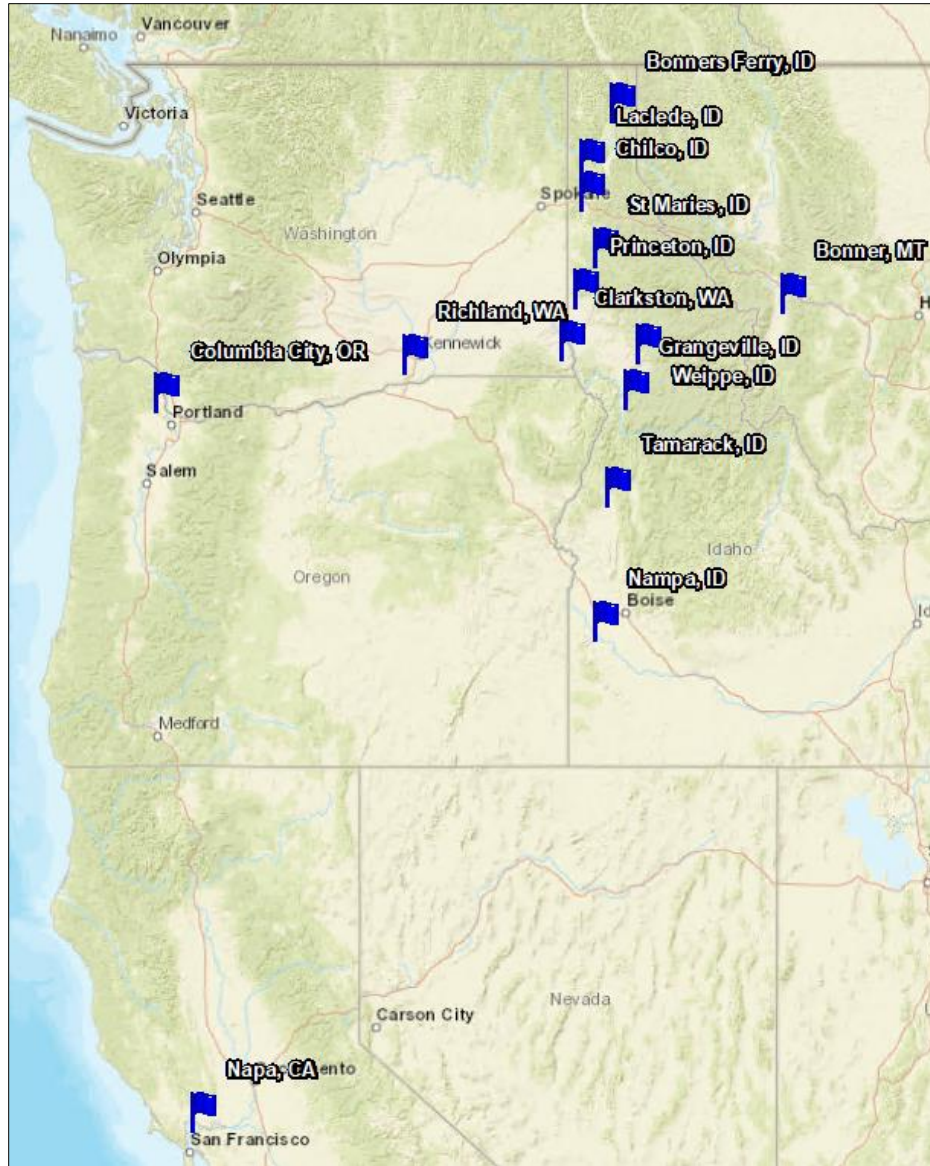 Vancouver
Nanaimo
Bonners Ferry, ID
Victoria
Laclede, ID
Chilco, ID
Spokane
Seattle
St Maries, ID
Washington
Princeton, ID
Bonner, MT
Olympia
Clarkston, WA
Richland, WA
H
Kennewick
Columbia City, OR
Grangeville, ID
Weippe, ID
Portland
Tamarack, ID
Salem
Idaho
Oregon
Nampa, ID
Boise
Id
Medford
Nevada
Carson City
Napa, CA
ento
San Francisco